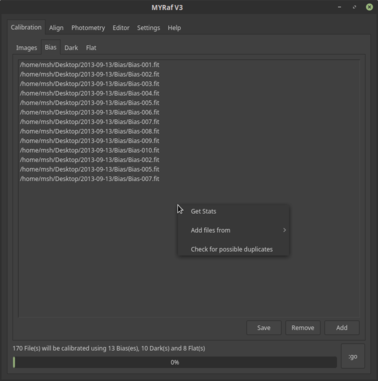 MYRaf V3
Calibration Align Photometry Editor Settings Help
Images Bias Dark Flat
/home/msh/Desktop/2013-09-13/Bias/Bias-001.fit
/home/msh/Desktop/2013-09-13/Bias/Bias-002.fit
/home/msh/Desktop/2013-09-13/Bias/Bias-003.fit
/home/msh/Desktop/2013-09-13/Bias/Bias-004.fit
/home/msh/Desktop/2013-09-13/Bias/Bias-005.fit
/home/msh/Desktop/2013-09-13/Bias/Bias-006.fit
/home/msh/Desktop/2013-09-13/Bias/Bias-007.fit
/home/msh/Desktop/2013-09-13/Bias/Bias-008.fit
/home/msh/Desktop/2013-09-13/Bias/Bias-009.fit
/home/msh/Desktop/2013-09-13/Bias/Bias-010.fit
/home/msh/Desktop/2013-09-13/Bias/Bias-002.fit
/home/msh/Desktop/2013-09-13/Bias/Bias-005.fit
/home/msh/Desktop/2013-09-13/Bias/Bias-007.fit
Get Stats
Add files from
Check for possible duplicates
Save Remove Add
170 File(s) will be calibrated using 13 Bias(es), 10 Dark(s) and 8 Flat(s)
0%
:go